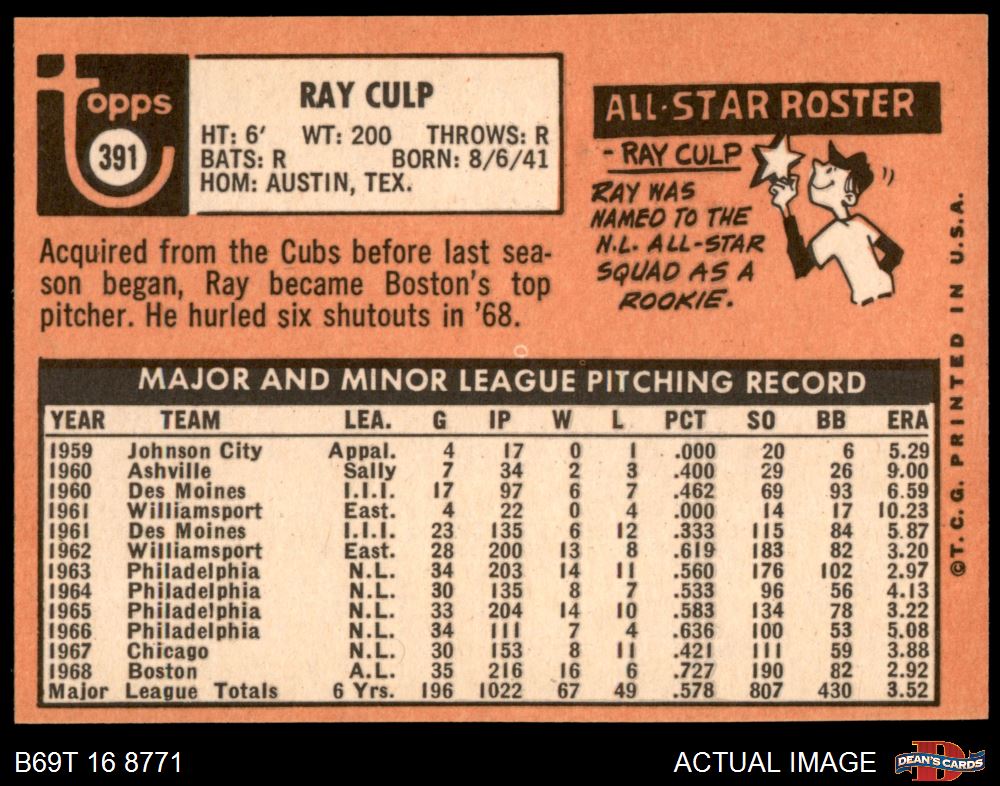 Topps
391
RAY CULP
HT: 6' WT: 200 THROWS: R
BATS: R BORN: 8/6/41
HOM: AUSTIN, TEX.
Acquired from the Cubs before last sea-
son began, Ray became Boston's top
pitcher. He hurled six shutouts in '68.
ALL-STAR ROSTER
- RAY CULP
RAY WAS
NAMED TO THE
N.L. ALL-STAR
SQUAD AS A
ROOKIE.
MAJOR AND MINOR LEAGUE PITCHING RECORD
YEAR TEAM LEA. G IP W L PCT SO BB ERA
1959 Johnson City Appal. 4 17 0 1 .000 20 6 5.29
1960 Ashville Sally 7 34 2 3 .400 29 26 9.00
1960 Des Moines I.I.I. 17 97 6 7 .462 69 93 6.59
1961 Williamsport East. 4 22 0 4 .000 14 17 10.23
1961 Des Moines I.I.I. 23 135 6 12 .333 115 84 5.87
1962 Williamsport East. 28 200 13 8 .619 183 82 3.20
1963 Philadelphia N.L. 34 203 14 11 .560 176 102 2.97
1964 Philadelphia N.L. 30 135 8 7 .533 96 56 4.13
1965 Philadelphia N.L. 33 204 14 10 .583 134 78 3.22
1966 Philadelphia N.L. 34 111 7 4 .636 100 53 5.08
1967 Chicago N.L. 30 153 8 11 .421 111 59 3.88
1968 Boston A.L. 35 216 16 6 .727 190 82 2.92
Major League Totals 6 Yrs. 196 1022 67 49 .578 807 430 3.52
©T. C. G. PRINTED IN U.S.A.
B69T 16 8771
ACTUAL IMAGE
DEAN'S CARDS